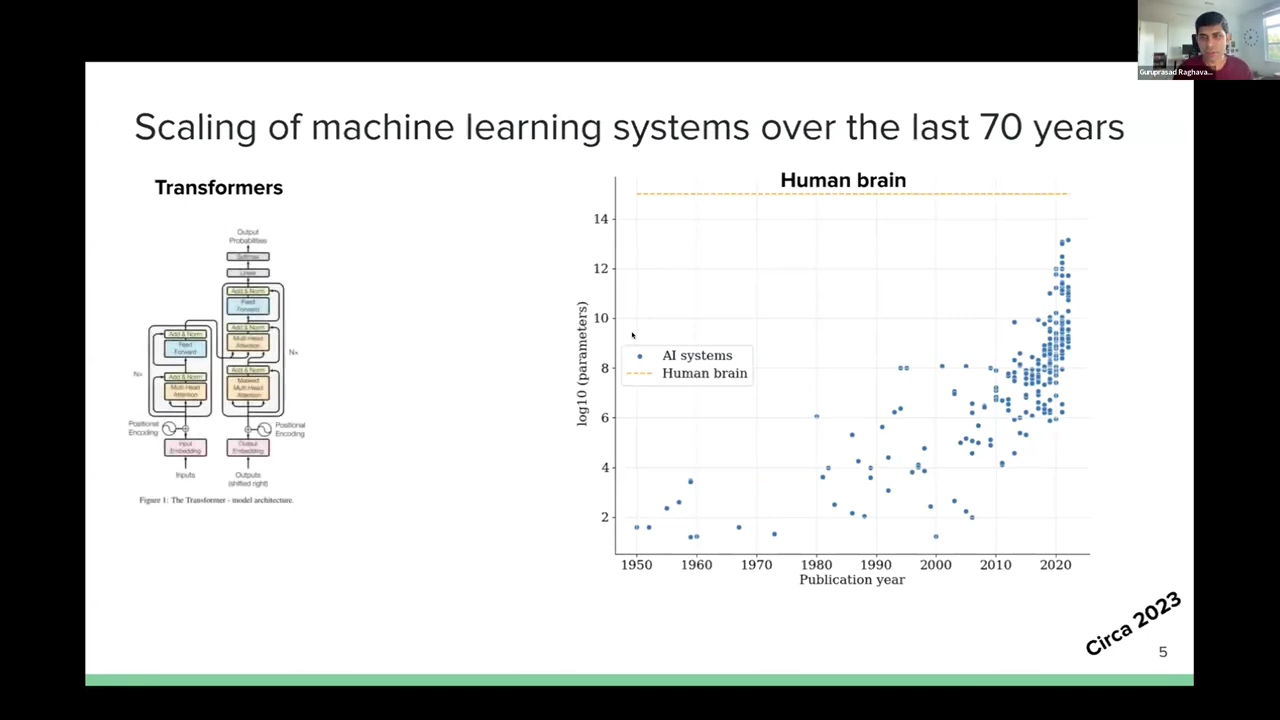 Guruprasad Raghava...
Scaling of machine learning systems over the last 70 years
Transformers
Output
Probabilities
Softmax
Linear
Add & Norm
Feed
Forward
Add & Norm
Multi-Head
Attention
Add & Norm
Feed
Forward
Nx
Add & Norm
Masked
Multi-Head
Attention
Nx
Add & Norm
Multi-Head
Attention
Positional
Encoding
Positional
Encoding
Input
Embedding
Output
Embedding
Inputs
Outputs
(shifted right)
Figure 1: The Transformer - model architecture.
Human brain
14
12
10
8
6
4
2
log10 (parameters)
AI systems
Human brain
1950 1960 1970 1980 1990 2000 2010 2020
Publication year
Circa 2023
5